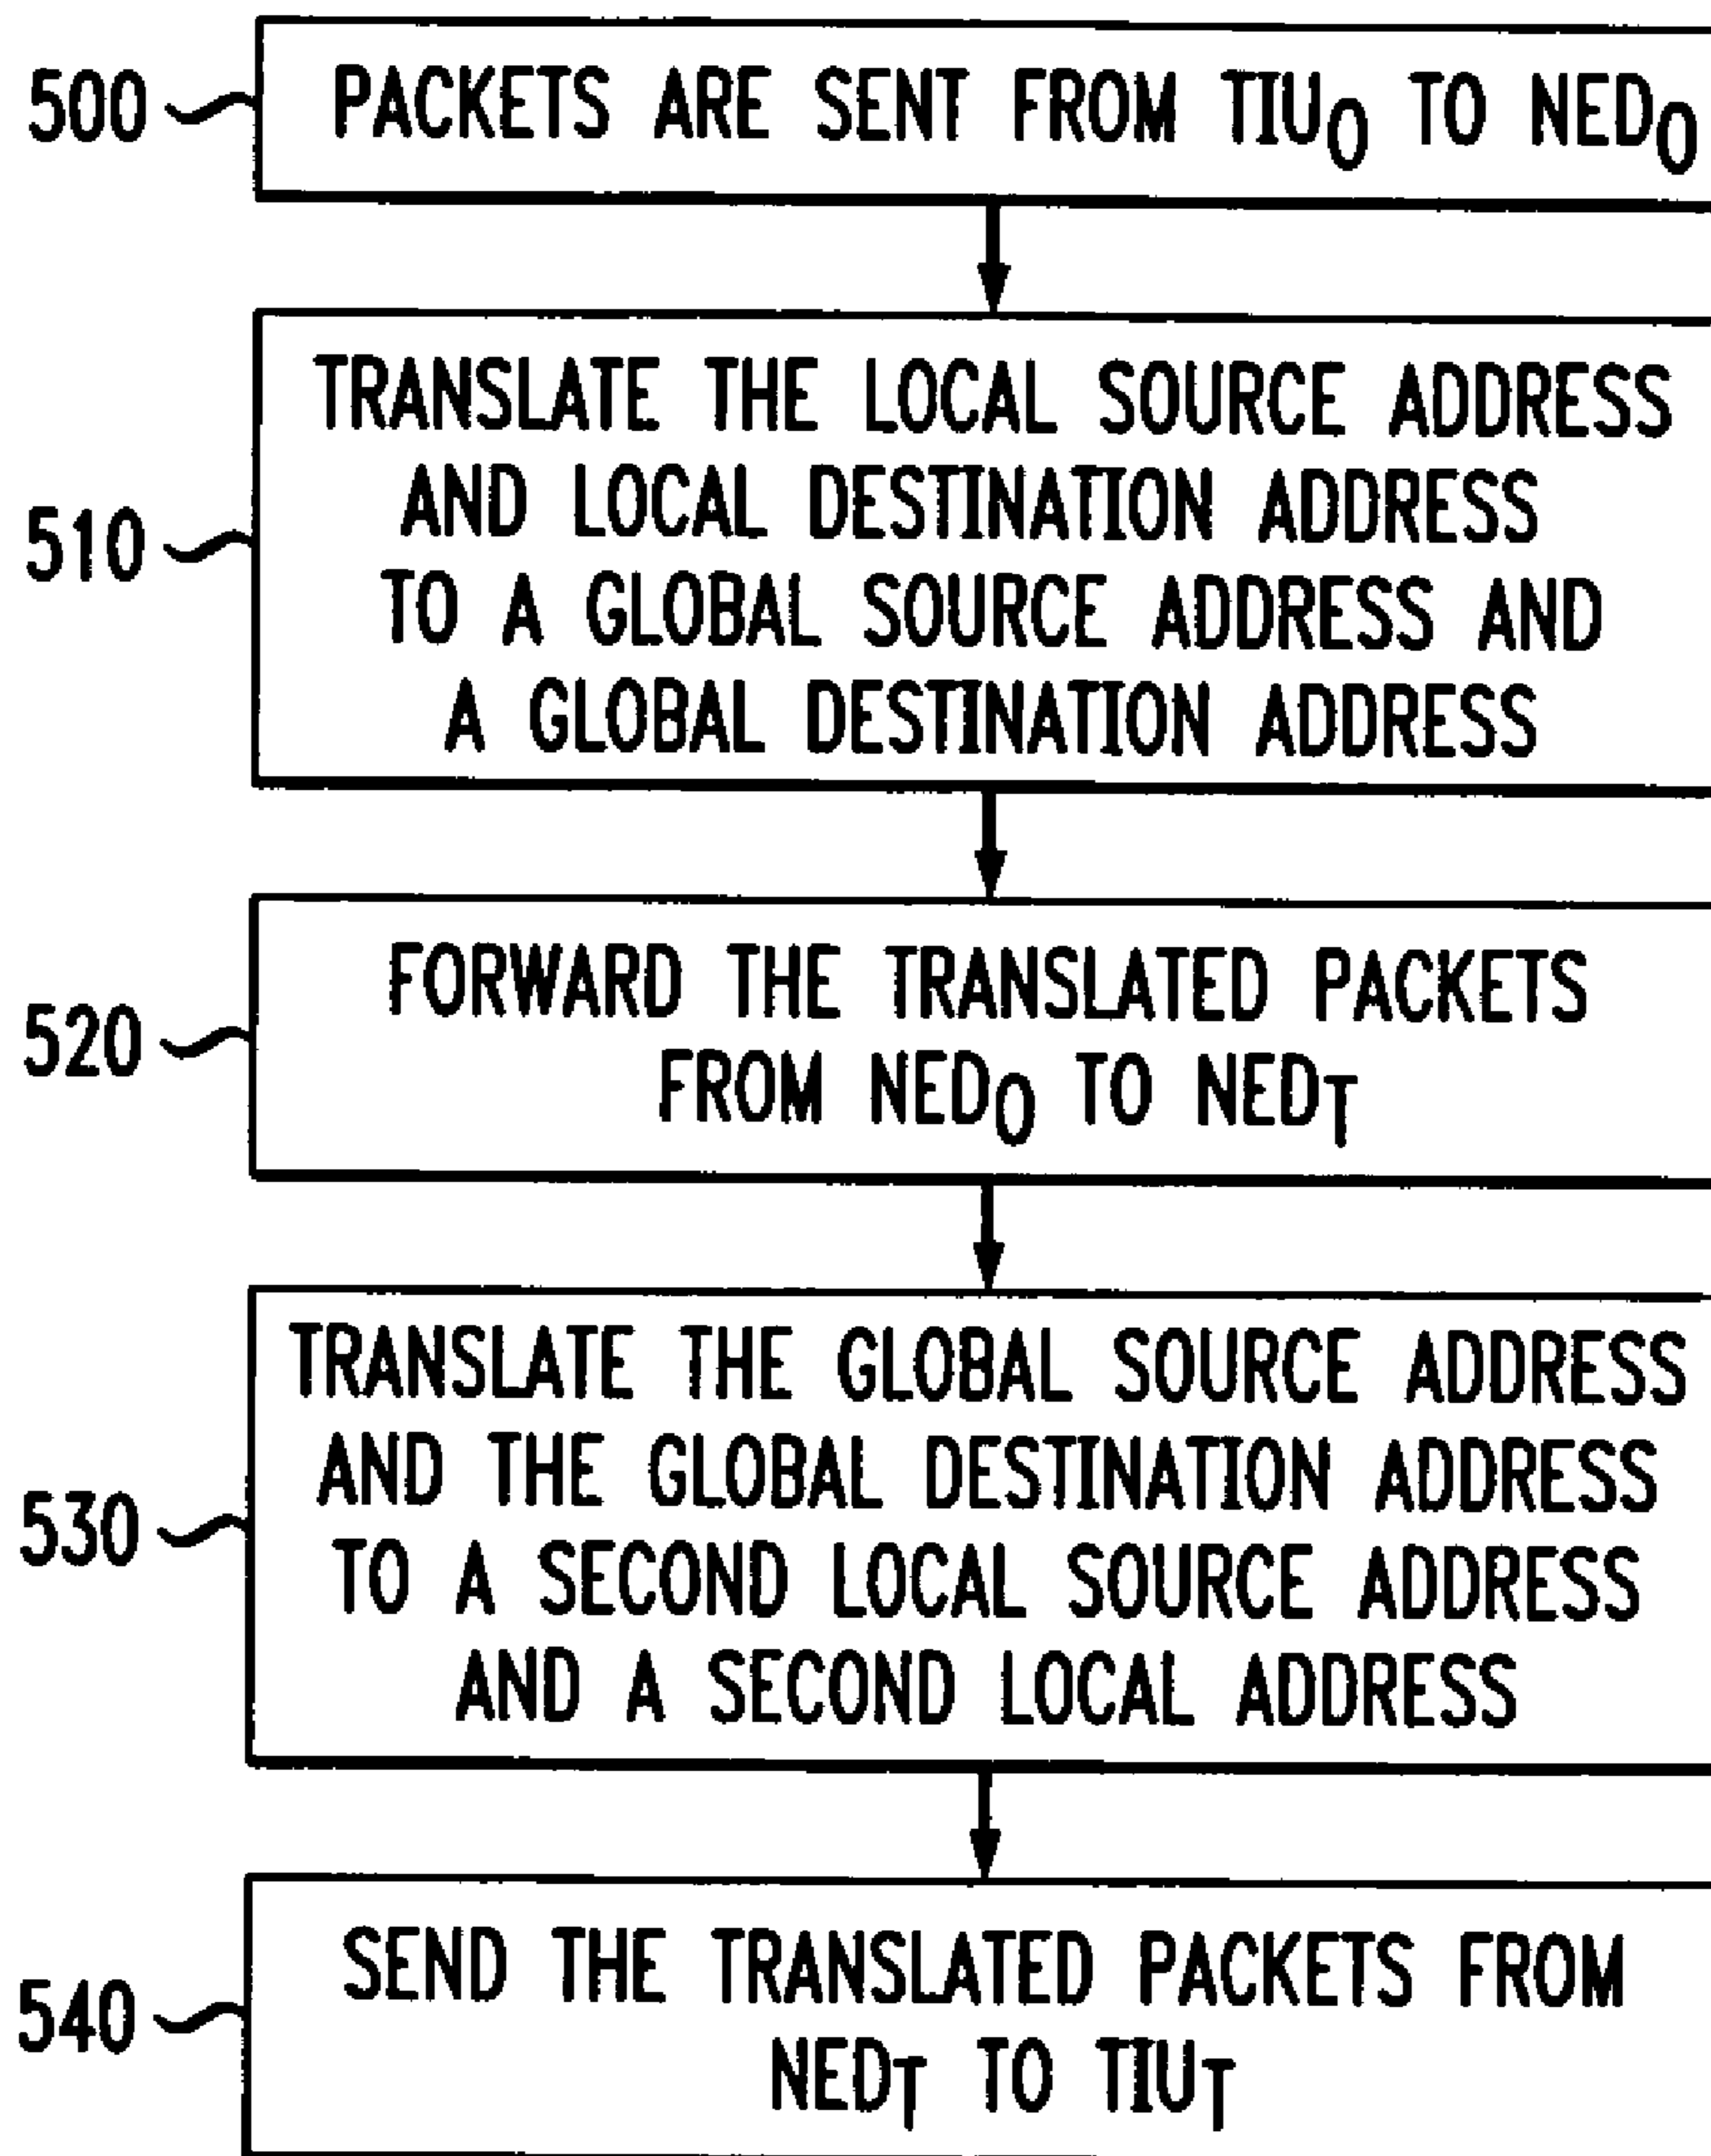 500 PACKETS ARE SENT FROM TIU₀ TO NED₀
TRANSLATE THE LOCAL SOURCE ADDRESS
AND LOCAL DESTINATION ADDRESS
510
TO A GLOBAL SOURCE ADDRESS AND
A GLOBAL DESTINATION ADDRESS
FORWARD THE TRANSLATED PACKETS
520
FROM NED₀ TO NEDT
TRANSLATE THE GLOBAL SOURCE ADDRESS
AND THE GLOBAL DESTINATION ADDRESS
530
TO A SECOND LOCAL SOURCE ADDRESS
AND A SECOND LOCAL ADDRESS
SEND THE TRANSLATED PACKETS FROM
540
NEDT TO TIUT